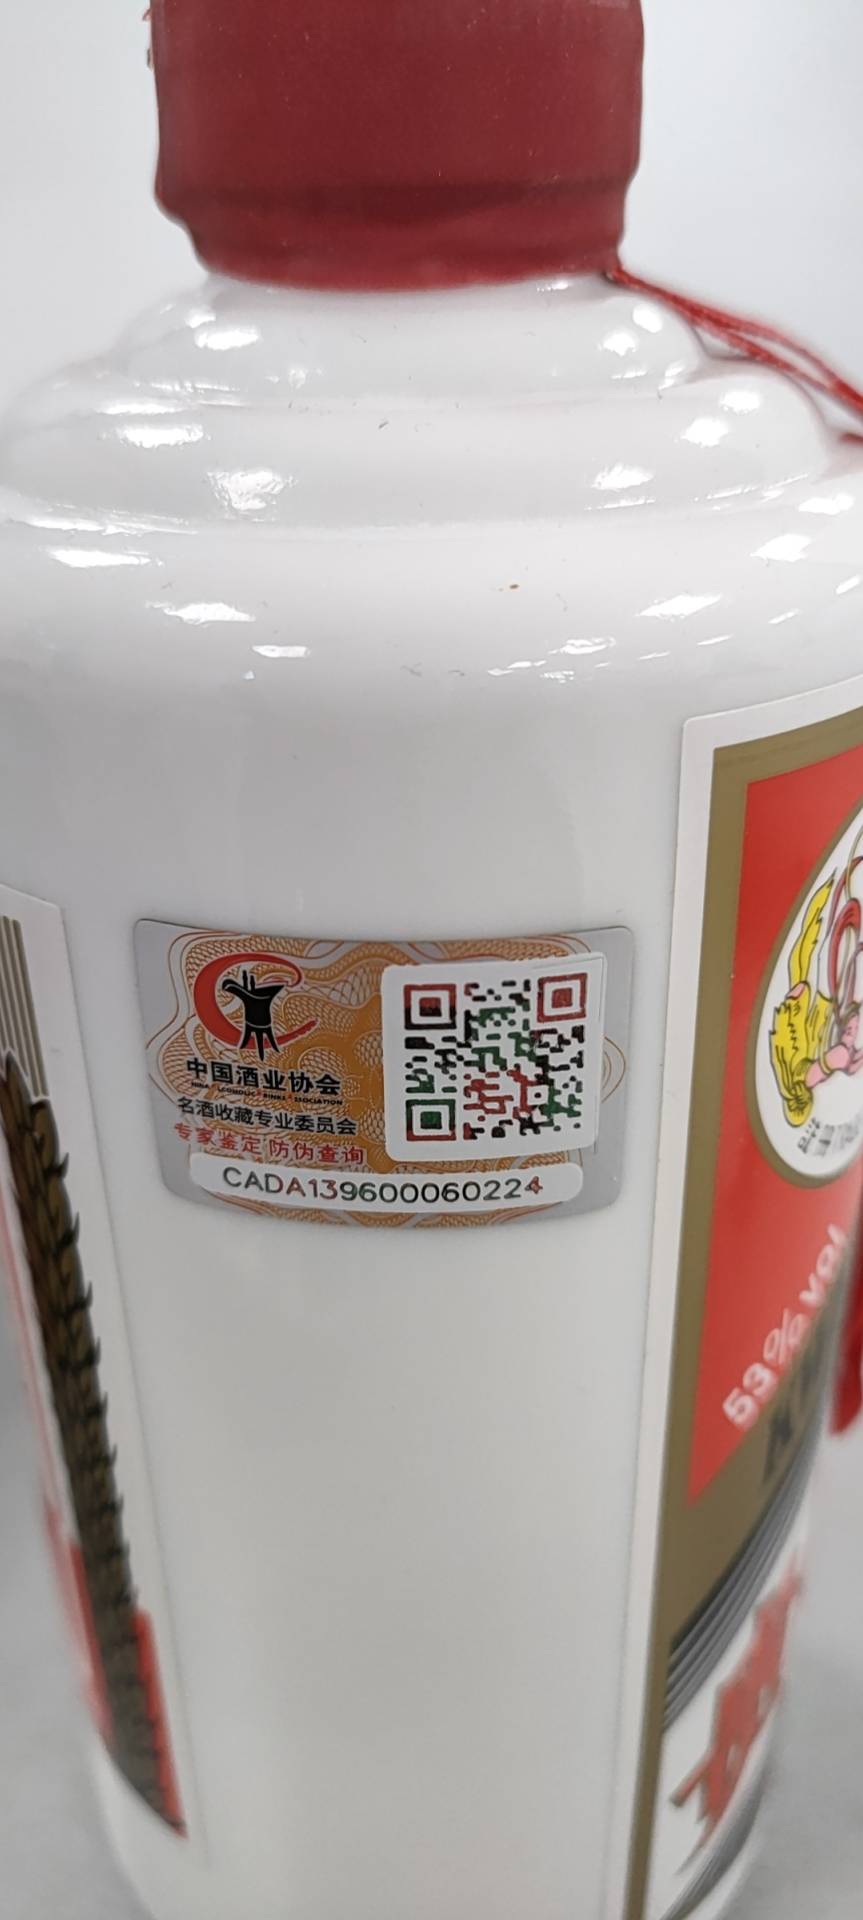 中国酒业协会
名酒收藏专业委员会
专家鉴定 防伪查询
CADA139600060224
53% vol